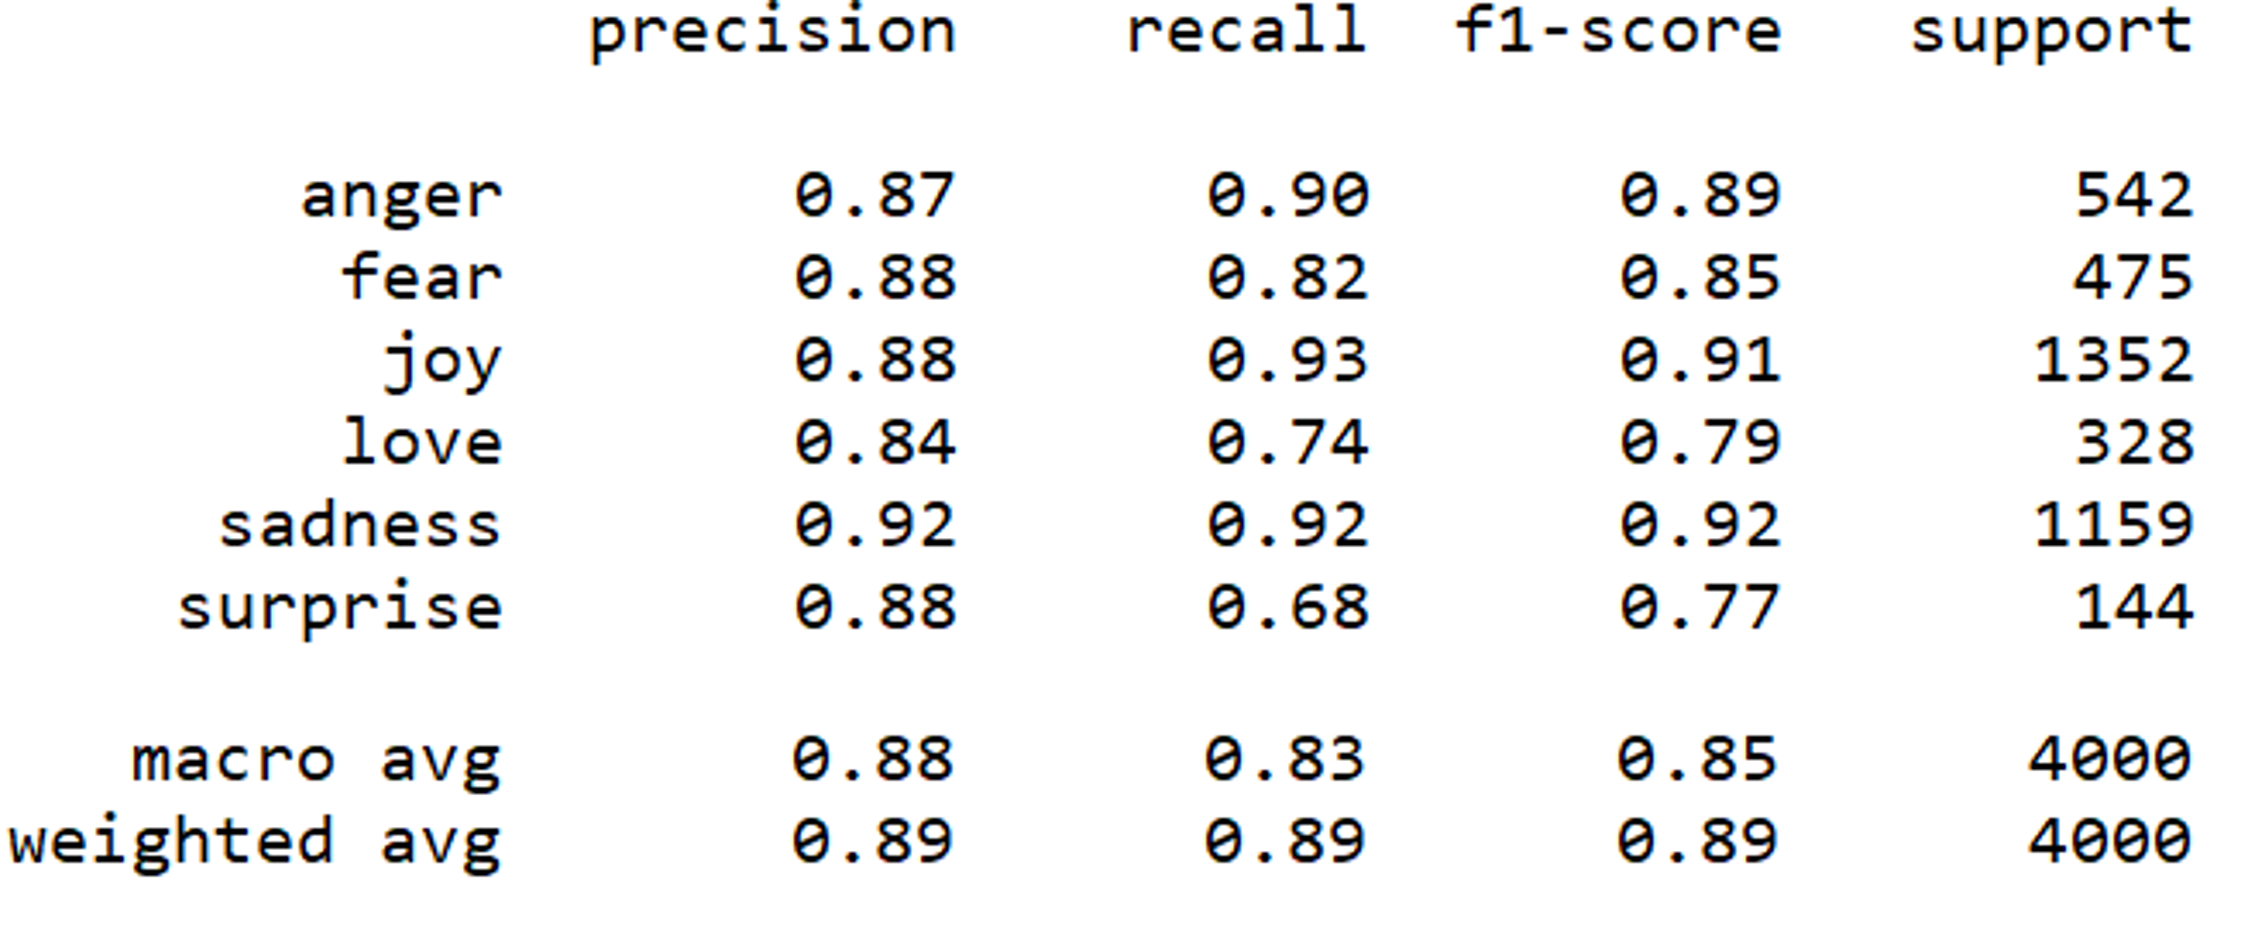 precision recall f1-score support
anger 0.87 0.90 0.89 542
fear 0.88 0.82 0.85 475
joy 0.88 0.93 0.91 1352
love 0.84 0.74 0.79 328
sadness 0.92 0.92 0.92 1159
surprise 0.88 0.68 0.77 144
macro avg 0.88 0.83 0.85 4000
weighted avg 0.89 0.89 0.89 4000